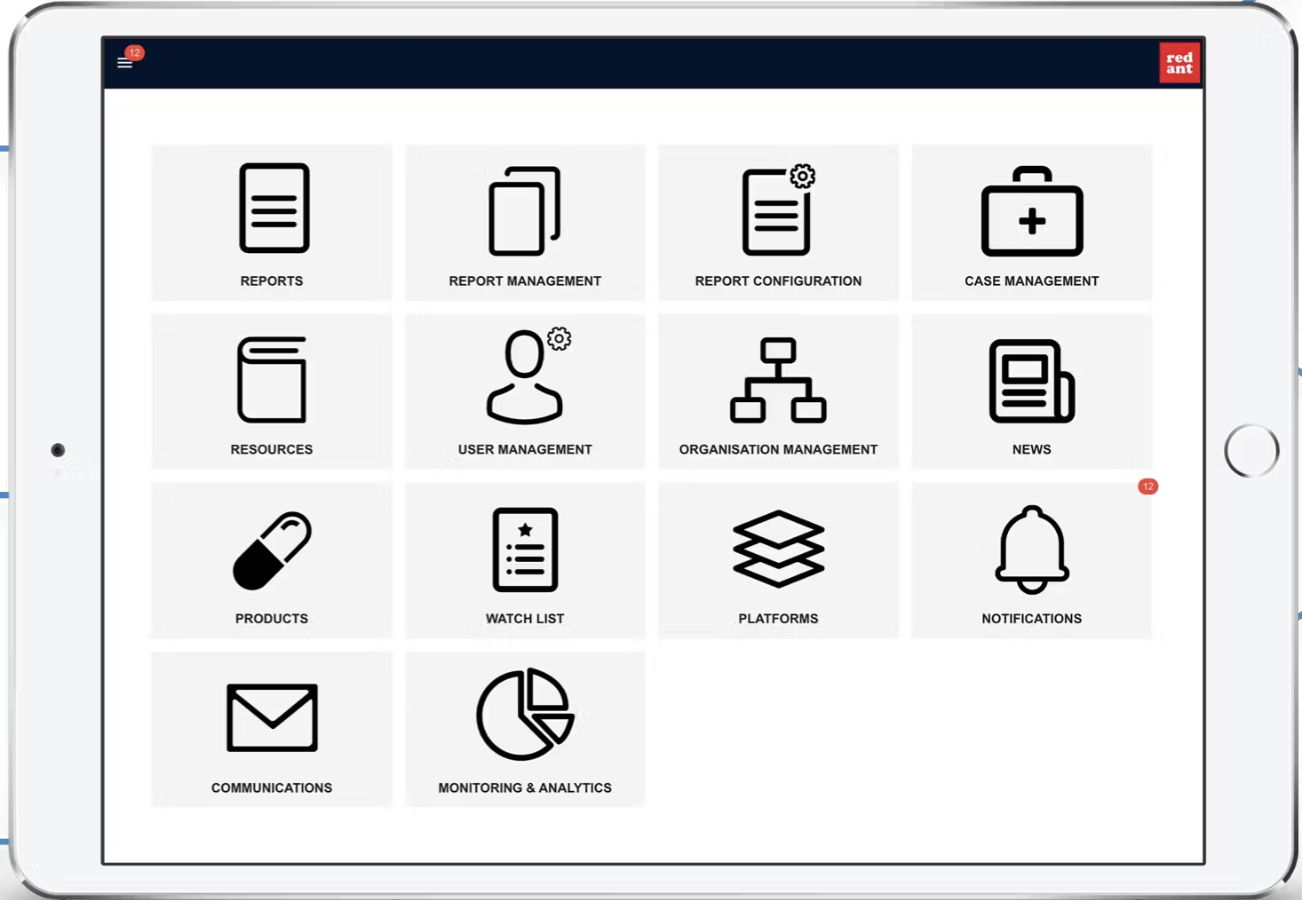 12
red
ant
REPORTS
REPORT MANAGEMENT
REPORT CONFIGURATION
CASE MANAGEMENT
RESOURCES
USER MANAGEMENT
ORGANISATION MANAGEMENT
NEWS
12
PRODUCTS
WATCH LIST
PLATFORMS
NOTIFICATIONS
COMMUNICATIONS
MONITORING & ANALYTICS